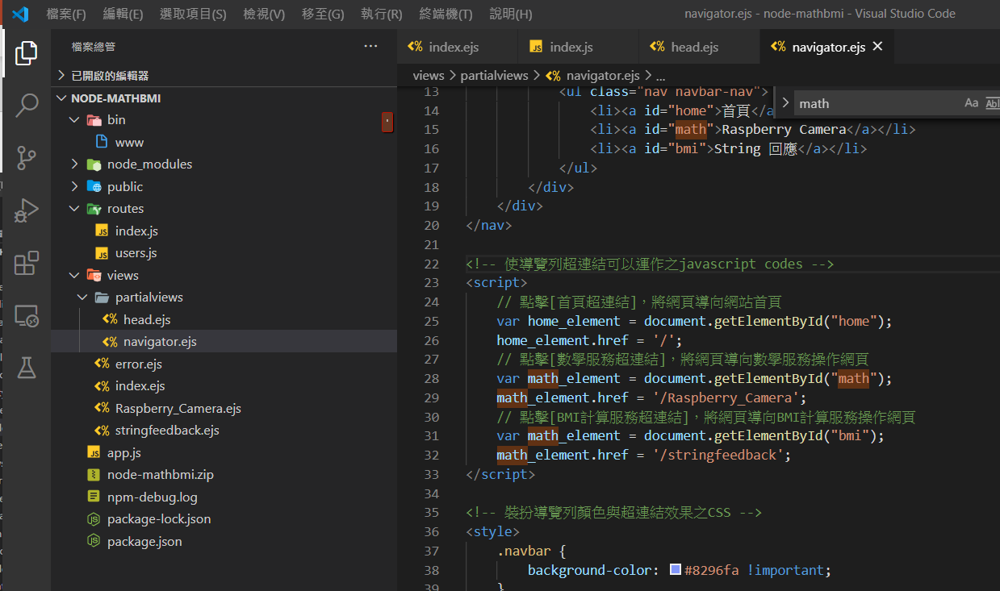 檔案(F) 編輯(E) 選取項目(S) 檢視(V) 移至(G) 執行(R) 終端機(T) 說明(H) navigator.ejs - node-mathbmi - Visual Studio Code
檔案總管 ...
已開啟的編輯器
NODE-MATHBMI
bin
www
node_modules
public
routes
index.js
users.js
views
partialviews
head.ejs
navigator.ejs
error.ejs
index.ejs
Raspberry_Camera.ejs
stringfeedback.ejs
app.js
node-mathbmi.zip
npm-debug.log
package-lock.json
package.json
index.ejs JS index.js head.ejs navigator.ejs
views > partialviews > navigator.ejs > ...
math Aa Abl
13 <ul class="nav navbar-nav">
14 <li><a id="home">首頁</a
15 <li><a id="math">Raspberry Camera</a></li>
16 <li><a id="bmi">String 回應</a></li>
17 </ul>
18 </div>
19 </div>
20 </nav>
21
22 <!-- 使導覽列超連結可以運作之javascript codes -->
23 <script>
24 // 點擊[首頁超連結]，將網頁導向網站首頁
25 var home_element = document.getElementById("home");
26 home_element.href = '/';
27 // 點擊[數學服務超連結]，將網頁導向數學服務操作網頁
28 var math_element = document.getElementById("math");
29 math_element.href = '/Raspberry_Camera';
30 // 點擊[BMI計算服務超連結]，將網頁導向BMI計算服務操作網頁
31 var math_element = document.getElementById("bmi");
32 math_element.href = '/stringfeedback';
33 </script>
34
35 <!-- 裝扮導覽列顏色與超連結效果之CSS -->
36 <style>
37 .navbar {
38 background-color: #8296fa !important;
39 }